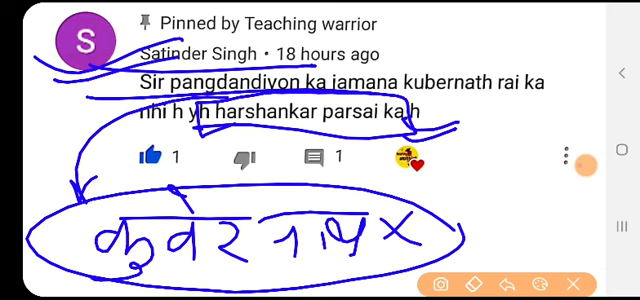 Pinned by Teaching warrior
Satinder Singh • 18 hours ago
Sir pangdandiyon ka jamana kubernath rai ka
nhi h yh harshankar parsai ka h
1 1
कुवेर नाथ ×